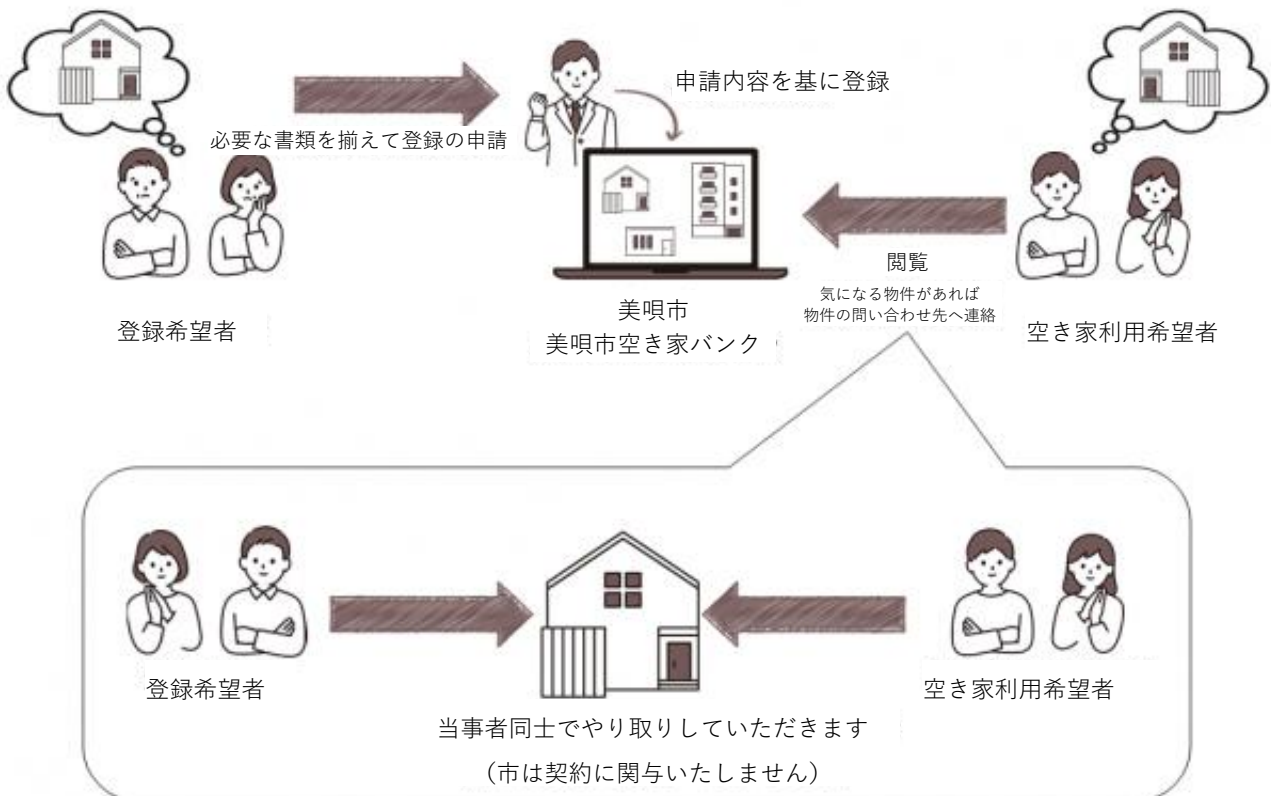 申請内容を基に登録
必要な書類を揃えて登録の申請
閲覧
気になる物件があれば
物件の問い合わせ先へ連絡
登録希望者
美唄市
美唄市空き家バンク
空き家利用希望者
登録希望者
空き家利用希望者
当事者同士でやり取りしていただきます
（市は契約に関与いたしません）